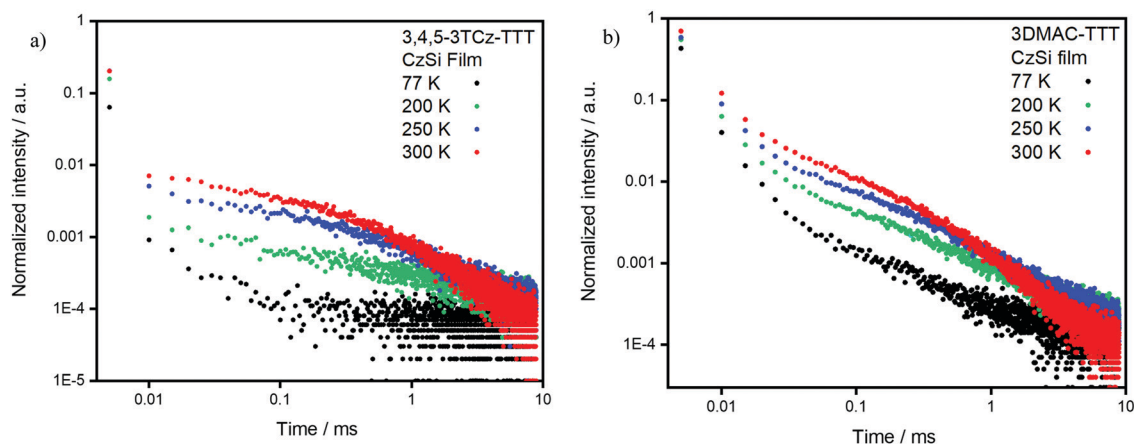 a)
3,4,5-3TCz-TTT
CzSi Film
77 K
200 K
250 K
300 K
Normalized intensity / a.u.
1
0.1
0.01
0.001
1E-4
1E-5
0.01
0.1
1
10
Time / ms
b)
3DMAC-TTT
CzSi film
77 K
200 K
250 K
300 K
Normalized intensity / a.u.
1
0.1
0.01
0.001
1E-4
0.01
0.1
1
10
Time / ms